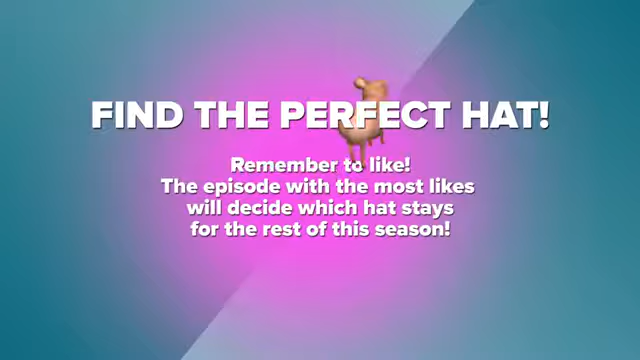 FIND THE PERFECT HAT!
Remember to like!
The episode with the most likes
will decide which hat stays
for the rest of this season!